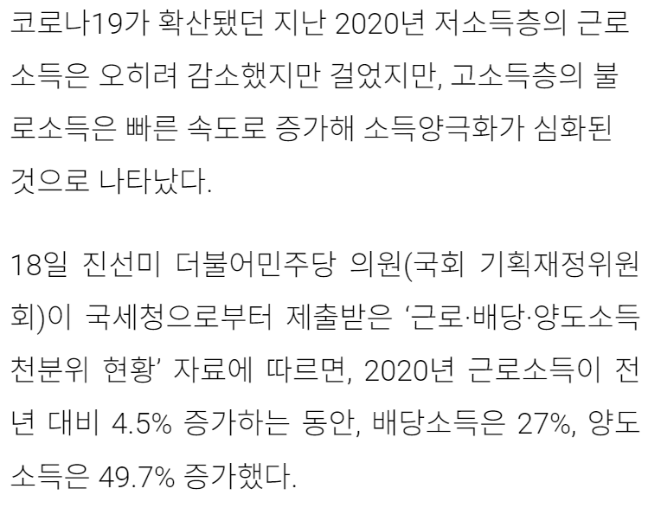 코로나19가 확산됐던 지난 2020년 저소득층의 근로
소득은 오히려 감소했지만 걸었지만, 고소득층의 불
로소득은 빠른 속도로 증가해 소득양극화가 심화된
것으로 나타났다.
18일 진선미 더불어민주당 의원(국회 기획재정위원
회)이 국세청으로부터 제출받은 ‘근로·배당·양도소득
천분위 현황’ 자료에 따르면, 2020년 근로소득이 전
년 대비 4.5% 증가하는 동안, 배당소득은 27%, 양도
소득은 49.7% 증가했다.